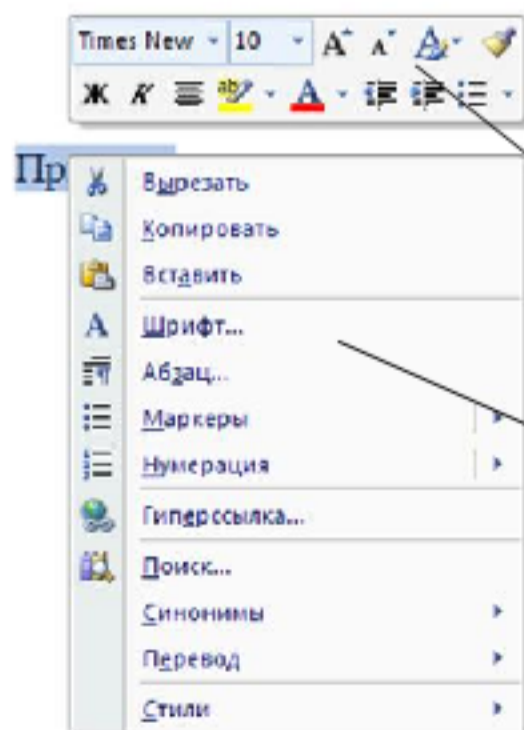 Times New 10
Ж К
Пр
Вырезать
Копировать
Вставить
Шрифт...
Абзац...
Маркеры
Нумерация
Гиперссылка...
Поиск...
Синонимы
Перевод
Стили